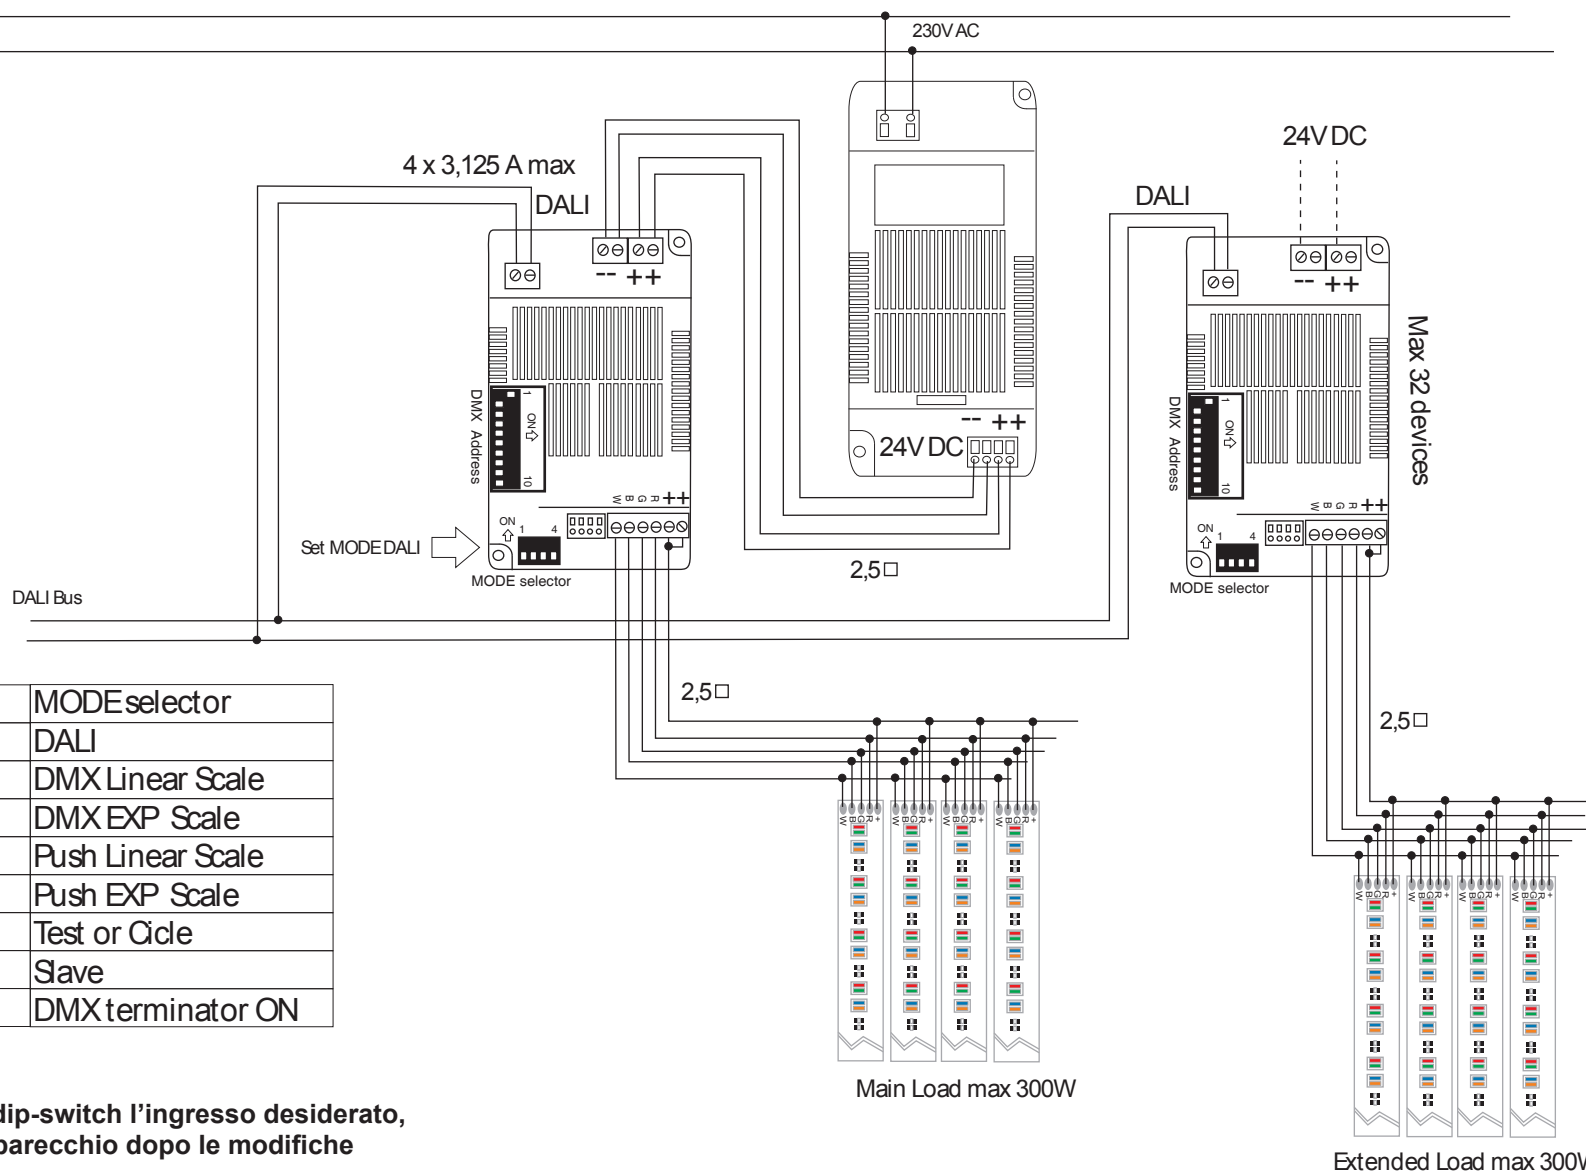 230V AC
4 x 3,125 A max
DALI
-- ++
DMX Address
1
ON
10
W B G R ++
ON
1 4
MODE selector
Set MODE DALI
-- ++
24V DC
2,5□
24V DC
DALI
-- ++
Max 32 devices
DMX Address
1
ON
10
W B G R ++
ON
1 4
MODE selector
DALI Bus
2,5□
2,5□
MODE selector
DALI
DMX Linear Scale
DMX EXP Scale
Push Linear Scale
Push EXP Scale
Test or Cicle
Slave
DMX terminator ON
W B G R +
W B G R +
W B G R +
W B G R +
W B G R +
W B G R +
W B G R +
W B G R +
Main Load max 300W
Extended Load max 300W
dip-switch l’ingresso desiderato,
parecchio dopo le modifiche